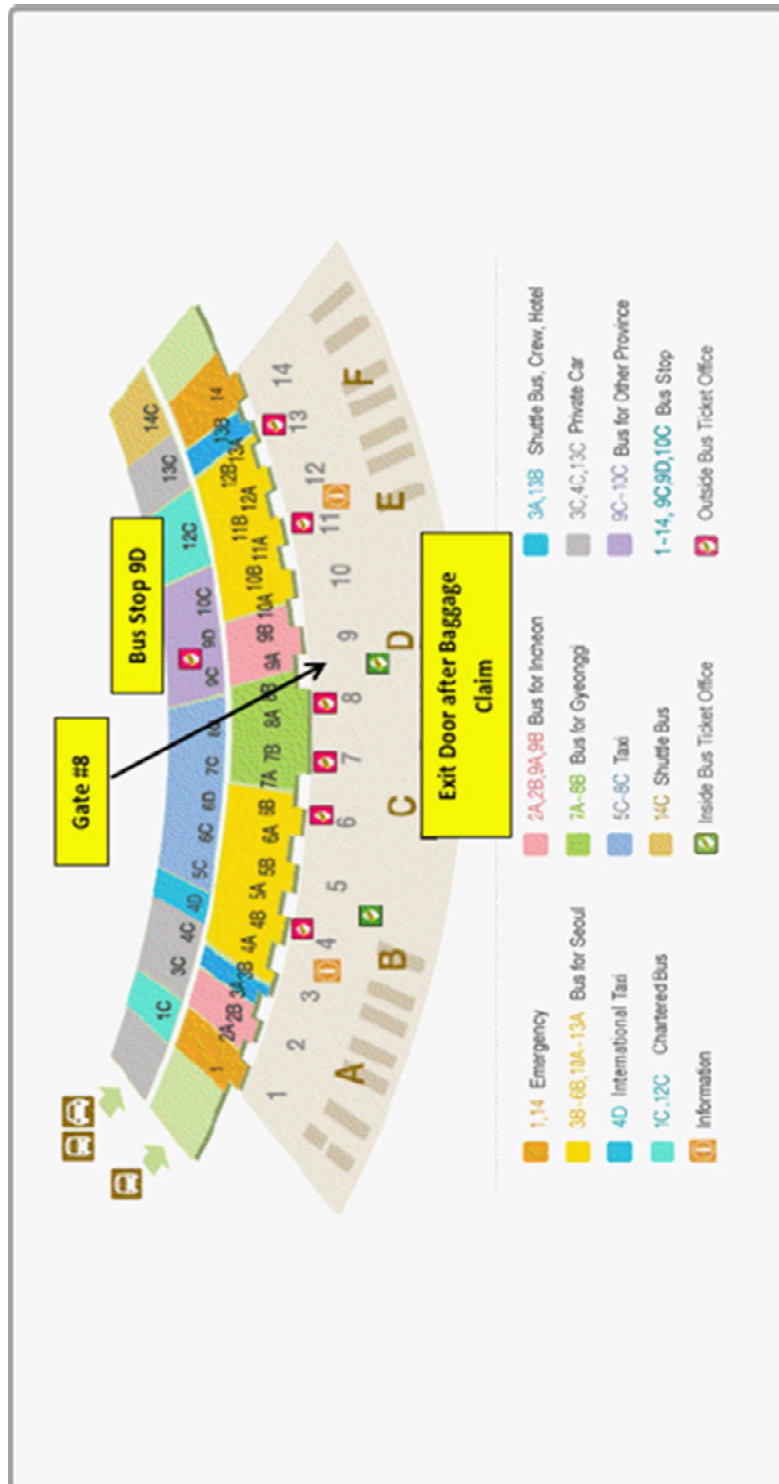 Gate #8
Bus Stop 9D
1C
3C
4C
4D
5C
6C
6D
7C
8C
9C
9D
10C
12C
13C
14C
1
2A
2B
3A
3B
4A
4B
5A
5B
6A
6B
7A
7B
8A
8B
9A
9B
10A
10B
11A
11B
12A
12B
13A
13B
14
1
2
3
4
5
6
7
8
9
10
11
12
13
14
A
B
C
D
E
F
Exit Door after Baggage
Claim
1,14 Emergency
2A,2B,9A,9B Bus for Incheon
3A,13B Shuttle Bus, Crew, Hotel
3B~6B,10A~13A Bus for Seoul
7A~8B Bus for Gyeonggi
3C,4C,13C Private Car
4D International Taxi
5C~8C Taxi
9C~10C Bus for Other Province
1C,12C Chartered Bus
14C Shuttle Bus
1~14, 9C,9D,10C Bus Stop
Information
Inside Bus Ticket Office
Outside Bus Ticket Office